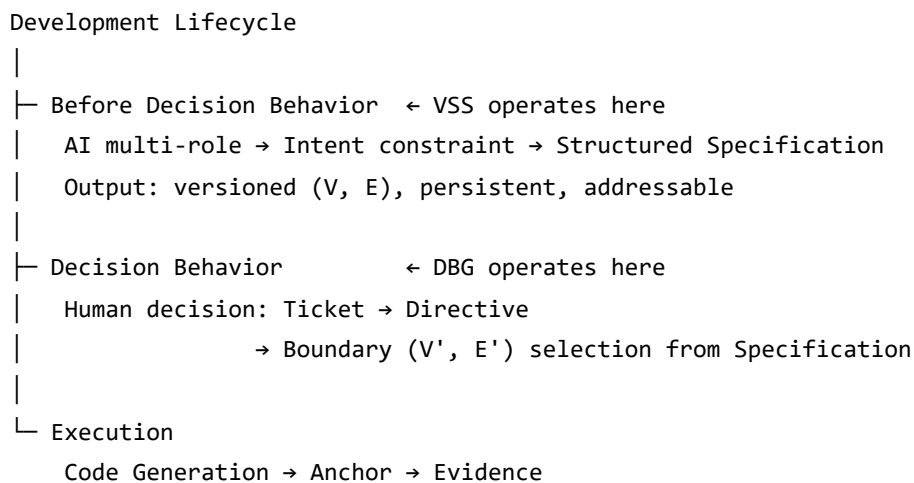 Development Lifecycle
│
├─ Before Decision Behavior  ← VSS operates here
│   AI multi-role → Intent constraint → Structured Specification
│   Output: versioned (V, E), persistent, addressable
│
├─ Decision Behavior         ← DBG operates here
│   Human decision: Ticket → Directive
│                  → Boundary (V', E') selection from Specification
│
└─ Execution
    Code Generation → Anchor → Evidence